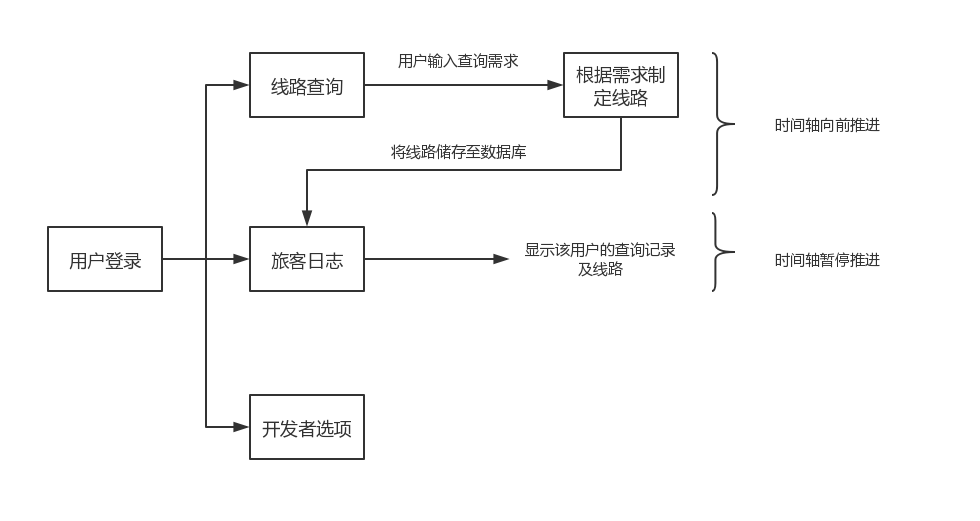 线路查询
用户输入查询需求
根据需求制
定线路
时间轴向前推进
将线路储存至数据库
用户登录
旅客日志
显示该用户的查询记录
及线路
时间轴暂停推进
开发者选项